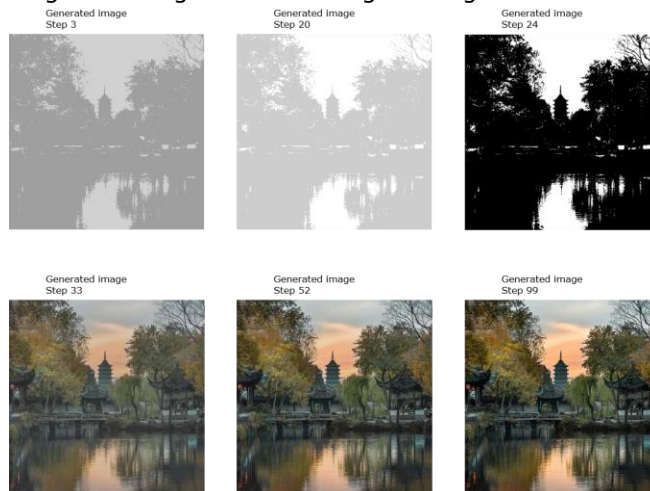 Generated image
Step 3
Generated image
Step 20
Generated image
Step 24
Generated image
Step 33
Generated image
Step 52
Generated image
Step 99